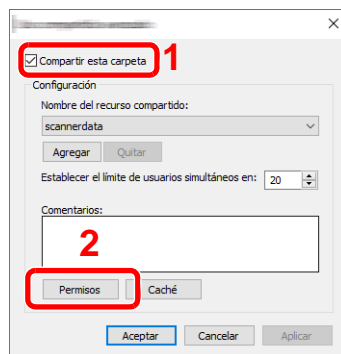 Compartir esta carpeta
1
Configuración
Nombre del recurso compartido:
scannerdata
Agregar Quitar
Establecer el límite de usuarios simultáneos en: 20
Comentarios:
2
Permisos Caché
Aceptar Cancelar Aplicar